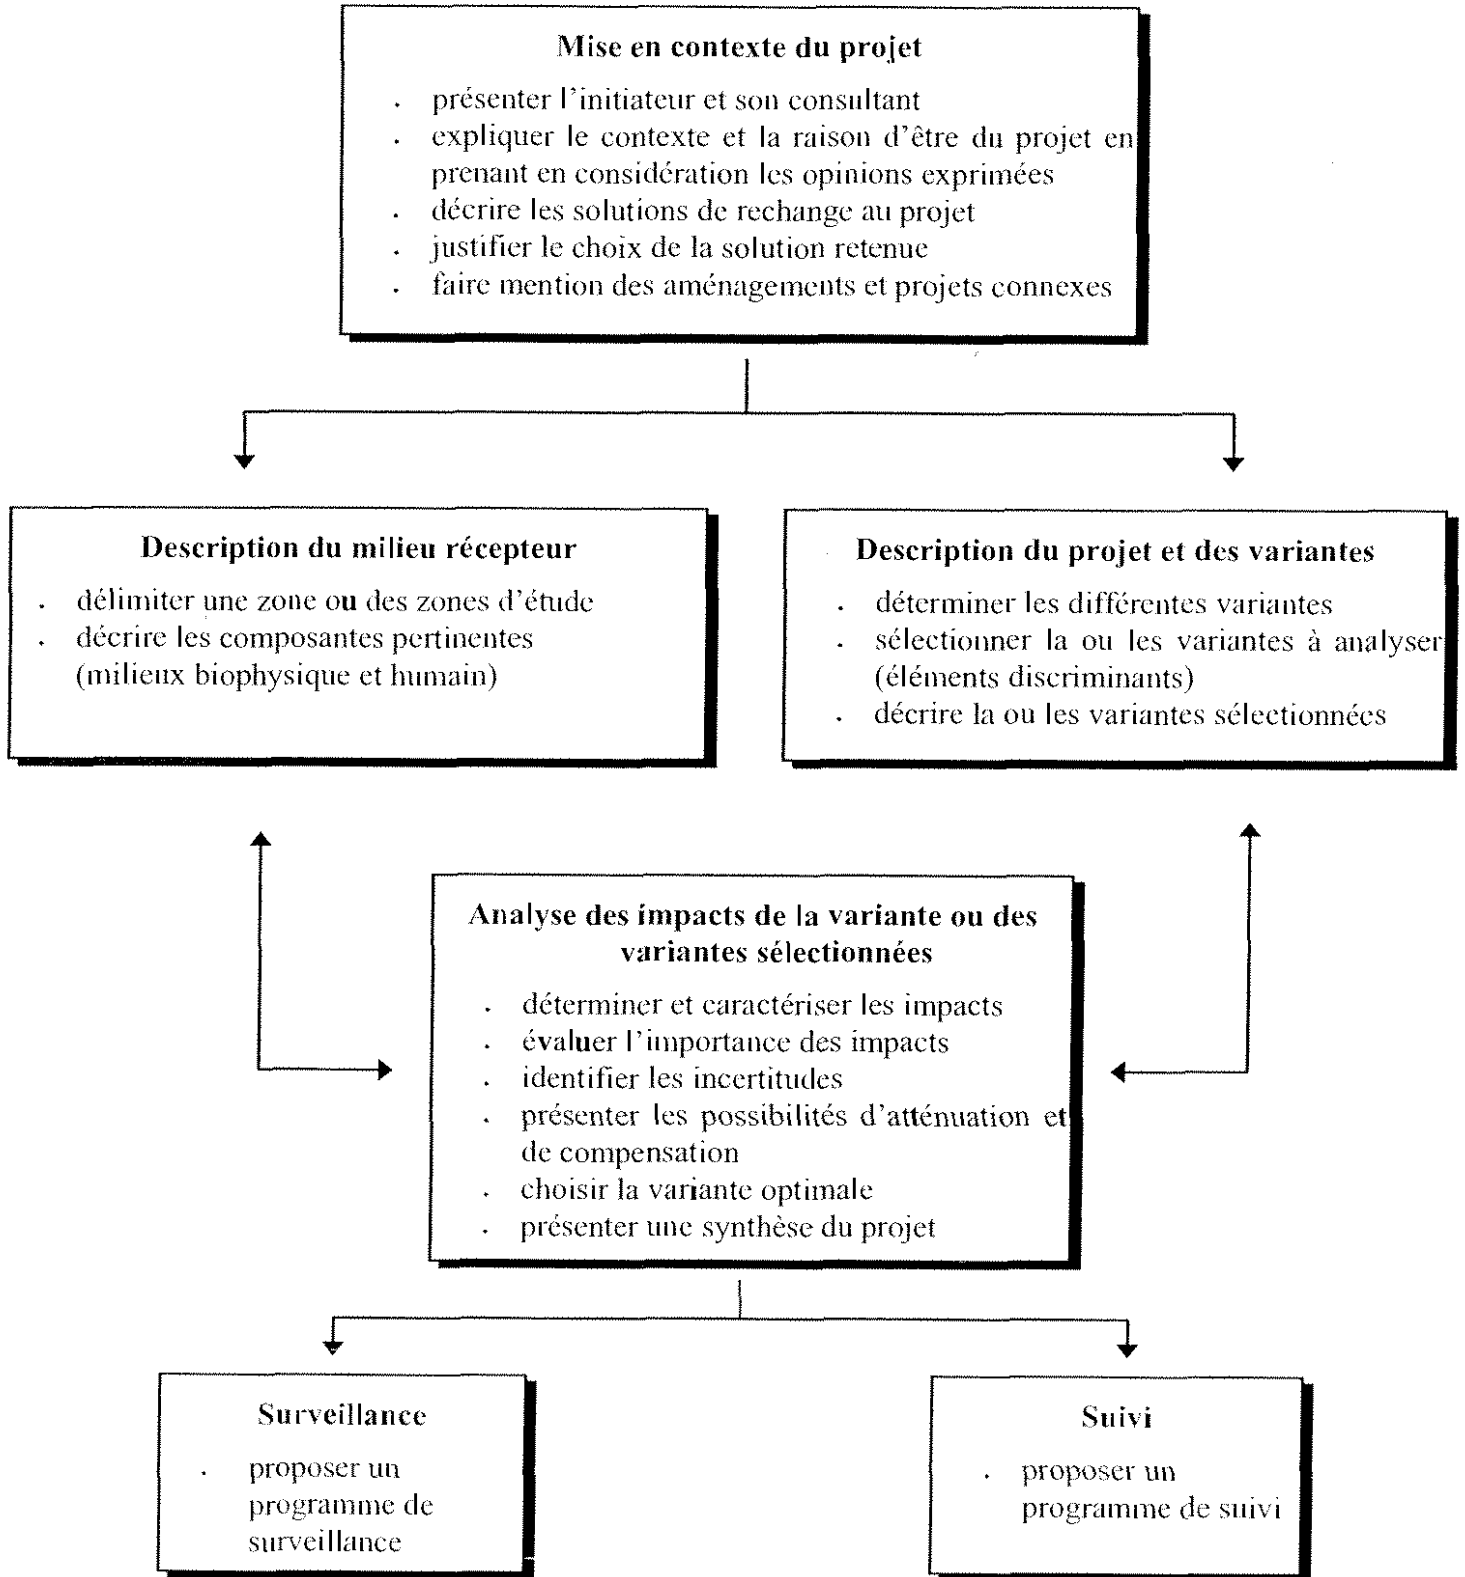 Mise en contexte du projet
. présenter l'initiateur et son consultant
. expliquer le contexte et la raison d'être du projet en
prenant en considération les opinions exprimées
. décrire les solutions de rechange au projet
. justifier le choix de la solution retenue
. faire mention des aménagements et projets connexes
Description du milieu récepteur
. délimiter une zone ou des zones d'étude
. décrire les composantes pertinentes
(milieux biophysique et humain)
Description du projet et des variantes
. déterminer les différentes variantes
. sélectionner la ou les variantes à analyser
(éléments discriminants)
. décrire la ou les variantes sélectionnées
Analyse des impacts de la variante ou des
variantes sélectionnées
. déterminer et caractériser les impacts
. évaluer l'importance des impacts
. identifier les incertitudes
. présenter les possibilités d'atténuation et
de compensation
. choisir la variante optimale
. présenter une synthèse du projet
Surveillance
. proposer un
programme de
surveillance
Suivi
. proposer un
programme de suivi